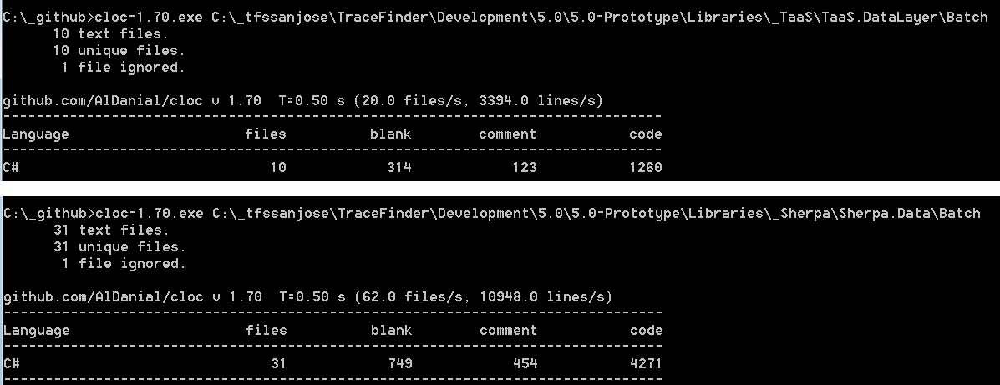 C:\_github>cloc-1.70.exe C:\_tfssanjose\TraceFinder\Development\5.0\5.0-Prototype\Libraries\_TaaS\TaaS.DataLayer\Batch
      10 text files.
      10 unique files.
       1 file ignored.
github.com/AlDanial/cloc v 1.70  T=0.50 s (20.0 files/s, 3394.0 lines/s)
-------------------------------------------------------------------------------
Language                     files          blank        comment           code
-------------------------------------------------------------------------------
C#                              10            314            123           1260
C:\_github>cloc-1.70.exe C:\_tfssanjose\TraceFinder\Development\5.0\5.0-Prototype\Libraries\_Sherpa\Sherpa.Data\Batch
      31 text files.
      31 unique files.
       1 file ignored.
github.com/AlDanial/cloc v 1.70  T=0.50 s (62.0 files/s, 10948.0 lines/s)
-------------------------------------------------------------------------------
Language                     files          blank        comment           code
-------------------------------------------------------------------------------
C#                              31            749            454           4271
-------------------------------------------------------------------------------